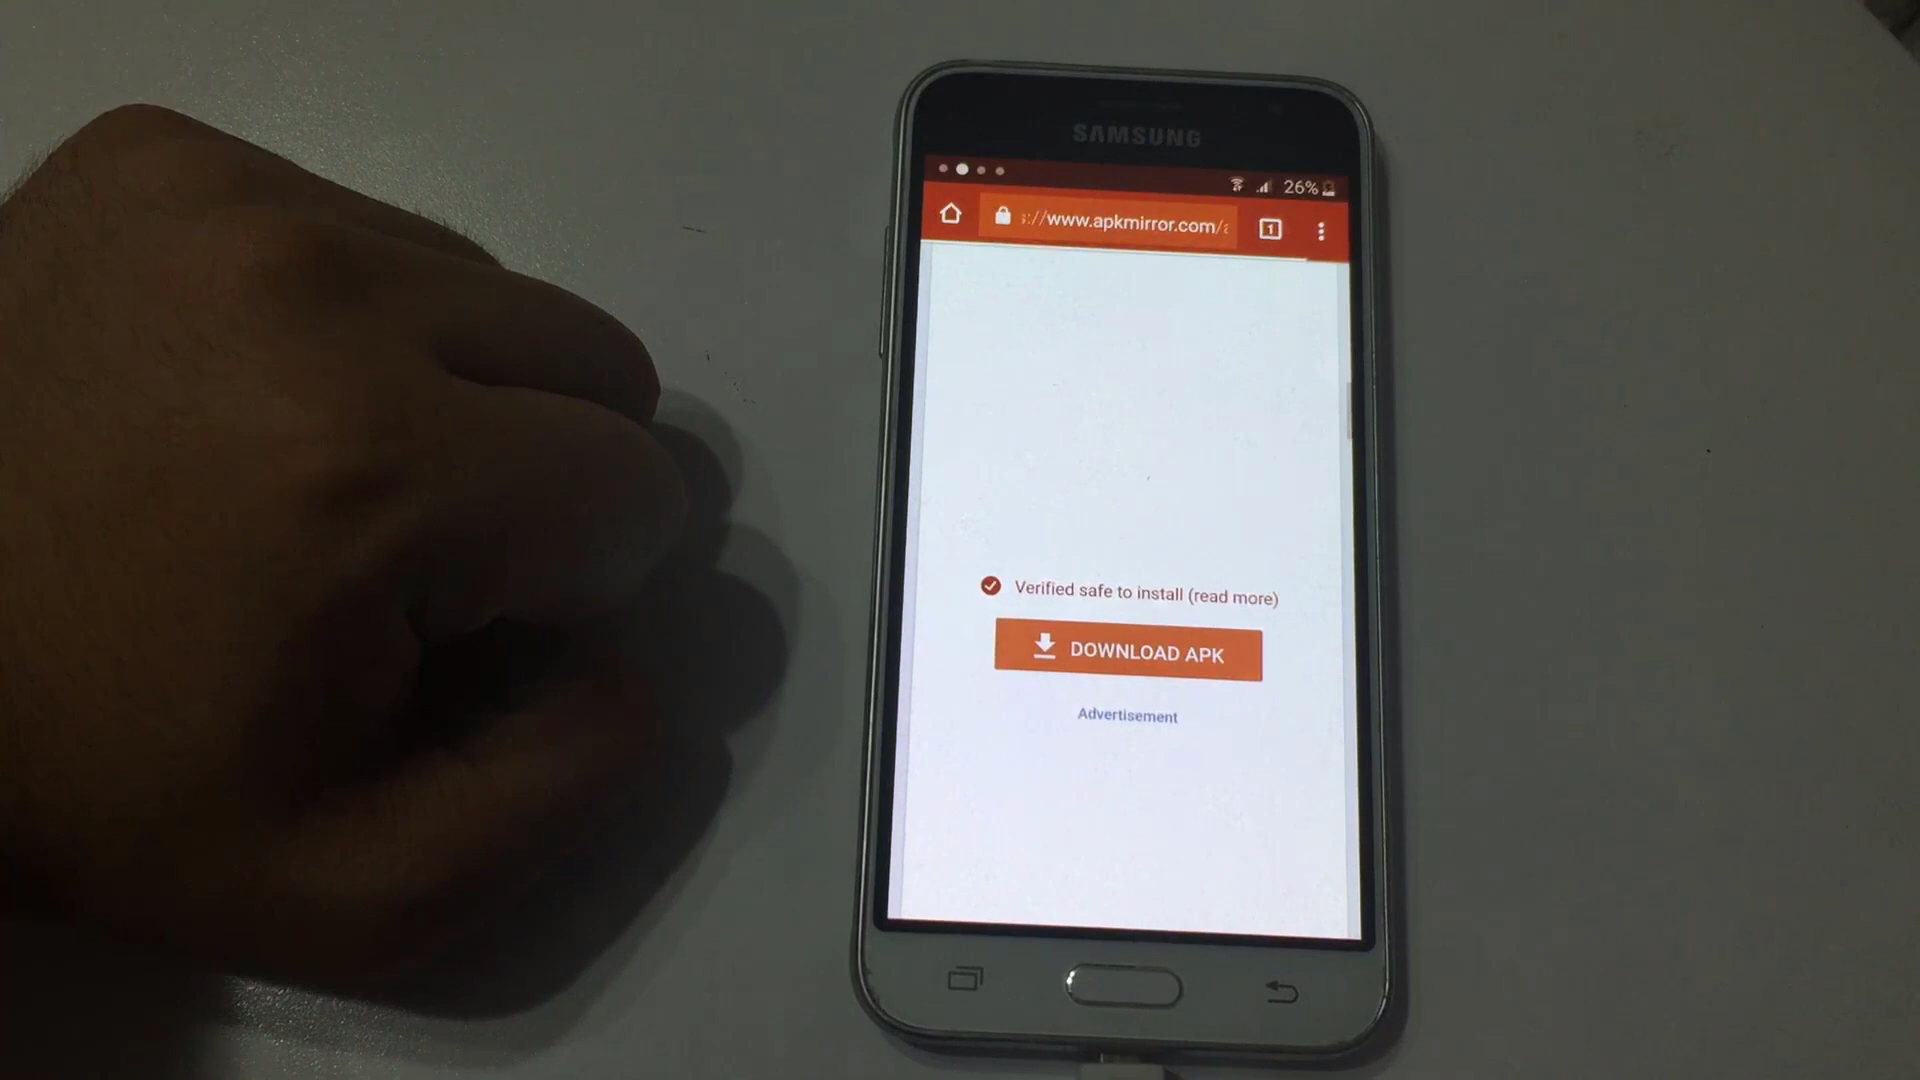 SAMSUNG
26%
://www.apkmirror.com/a
1
Verified safe to install (read more)
DOWNLOAD APK
Advertisement